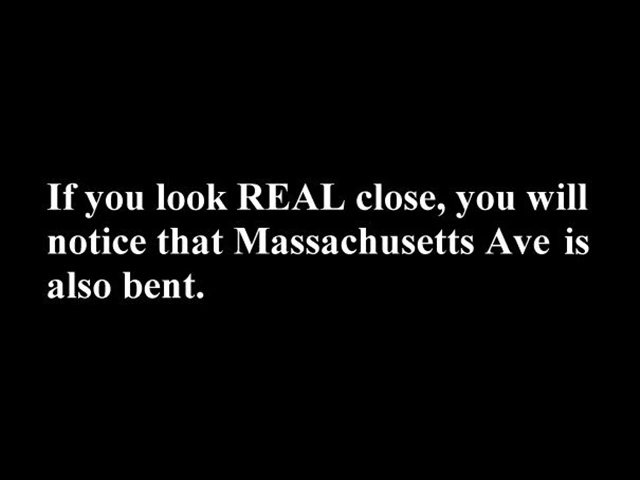 If you look REAL close, you will
notice that Massachusetts Ave is
also bent.